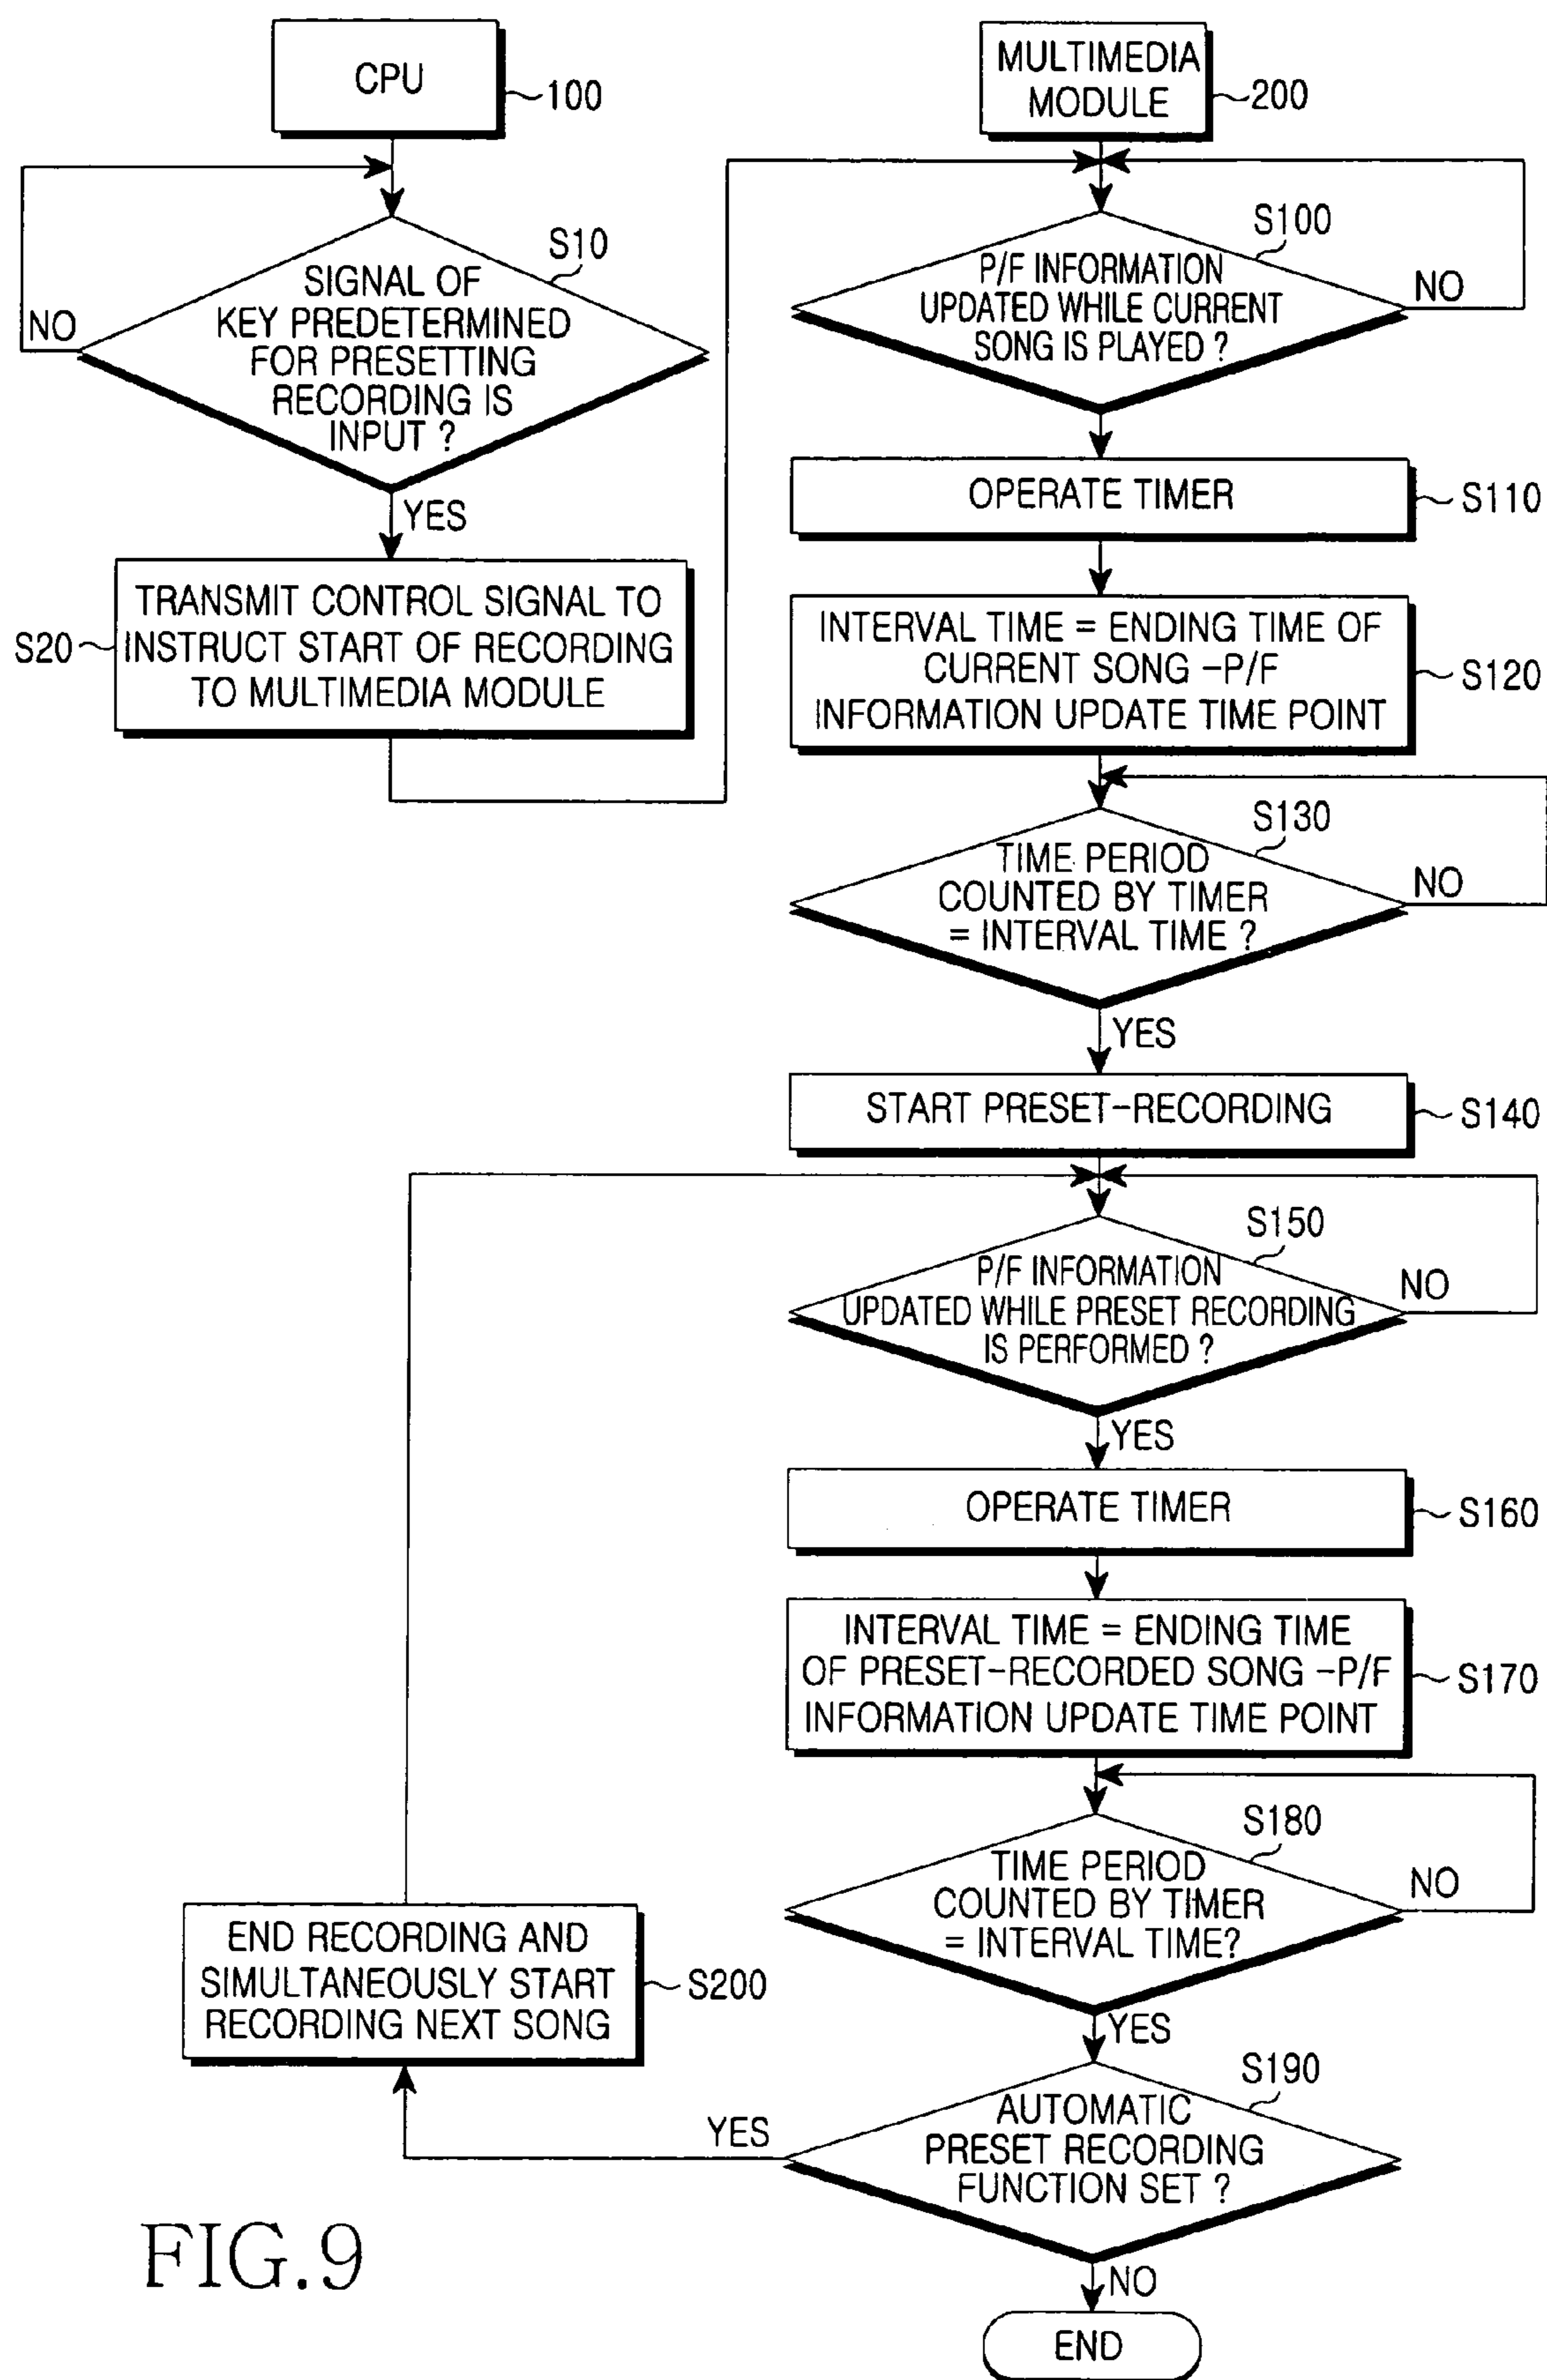 CPU
100
S10
SIGNAL OF
KEY PREDETERMINED
FOR PRESETTING
RECORDING IS
INPUT ?
NO
YES
S20
TRANSMIT CONTROL SIGNAL TO
INSTRUCT START OF RECORDING
TO MULTIMEDIA MODULE
MULTIMEDIA
MODULE
200
S100
P/F INFORMATION
UPDATED WHILE CURRENT
SONG IS PLAYED ?
NO
OPERATE TIMER
S110
INTERVAL TIME = ENDING TIME OF
CURRENT SONG -P/F
INFORMATION UPDATE TIME POINT
S120
S130
TIME PERIOD
COUNTED BY TIMER
= INTERVAL TIME ?
NO
YES
START PRESET-RECORDING
S140
S150
P/F INFORMATION
UPDATED WHILE PRESET RECORDING
IS PERFORMED ?
NO
YES
OPERATE TIMER
S160
INTERVAL TIME = ENDING TIME
OF PRESET-RECORDED SONG -P/F
INFORMATION UPDATE TIME POINT
S170
S180
TIME PERIOD
COUNTED BY TIMER
= INTERVAL TIME?
NO
YES
S190
AUTOMATIC
PRESET RECORDING
FUNCTION SET ?
YES
END RECORDING AND
SIMULTANEOUSLY START
RECORDING NEXT SONG
S200
NO
END
FIG.9